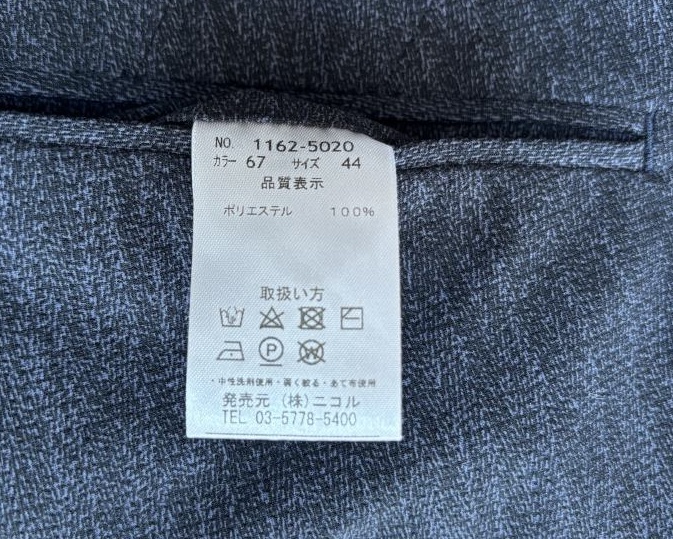 NO. 1162-5020
カラー 67 サイズ 44
品質表示
ポリエステル 100%
取扱い方
P W
・中性洗剤使用・弱く絞る・あて布使用
発売元 (株)ニコル
TEL 03-5778-5400